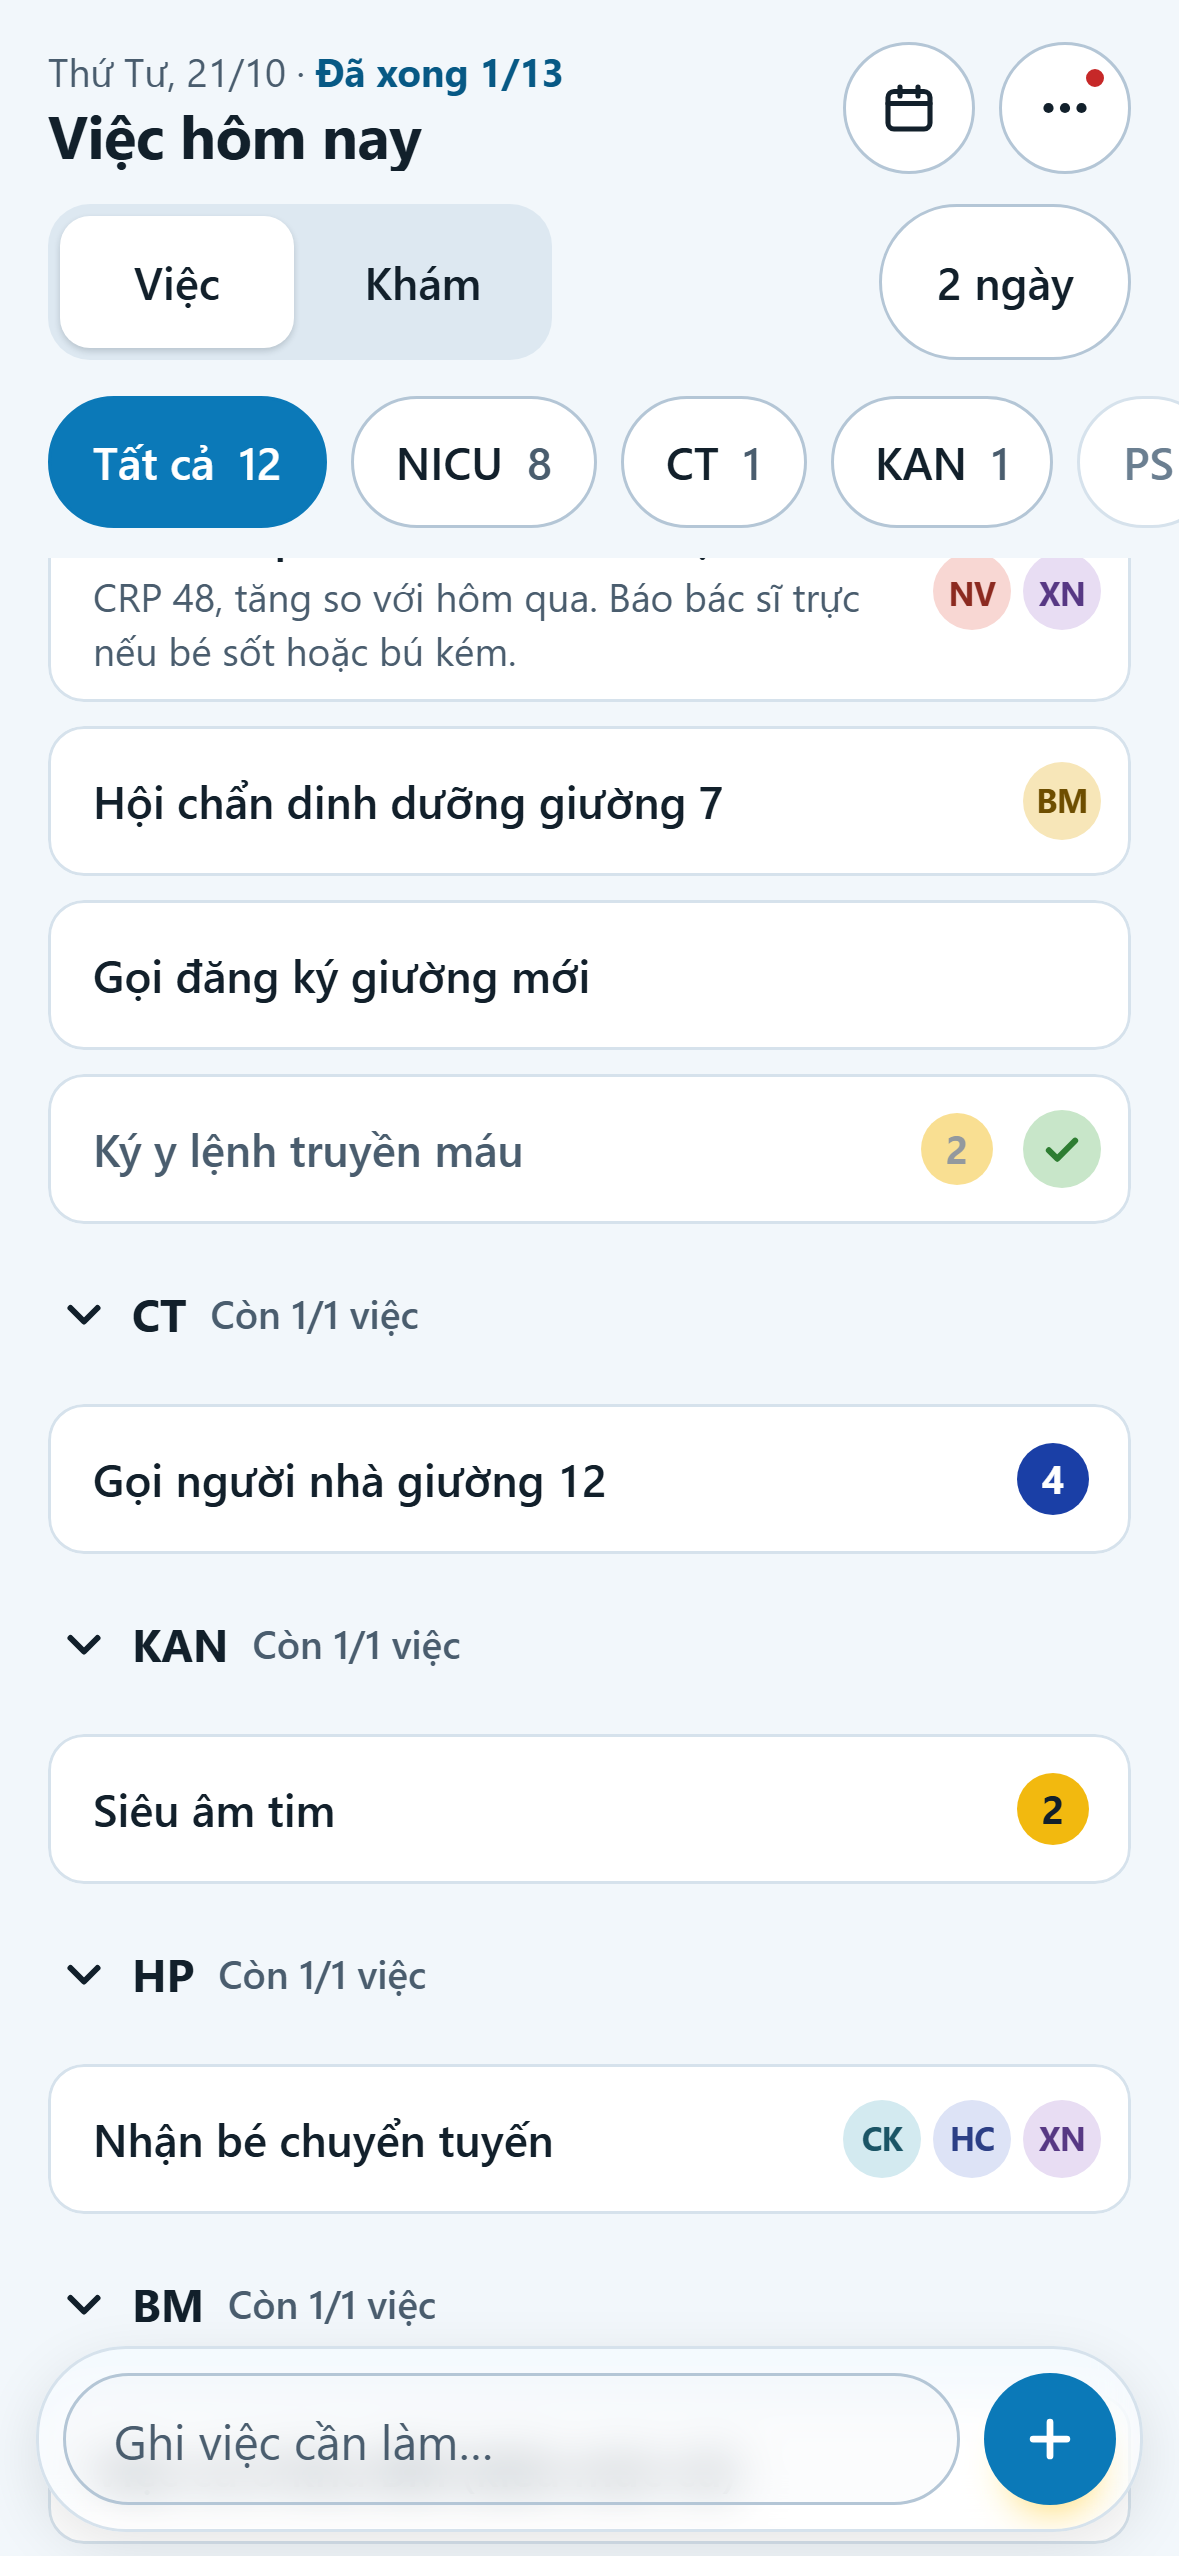 Thứ Tư, 21/10 · Đã xong 1/13
Việc hôm nay
Việc
Khám
2 ngày
Tất cả 12
NICU 8
CT 1
KAN 1
PS
CRP 48, tăng so với hôm qua. Báo bác sĩ trực
nếu bé sốt hoặc bú kém.
NV
XN
Hội chẩn dinh dưỡng giường 7
BM
Gọi đăng ký giường mới
Ký y lệnh truyền máu
2
CT Còn 1/1 việc
Gọi người nhà giường 12
4
KAN Còn 1/1 việc
Siêu âm tim
2
HP Còn 1/1 việc
Nhận bé chuyển tuyến
CK
HC
XN
BM Còn 1/1 việc
Ghi việc cần làm...